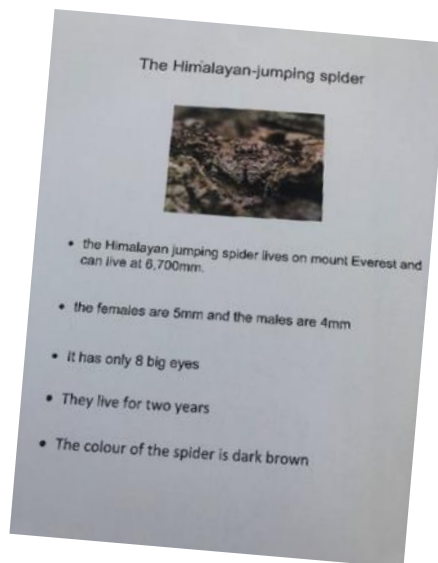 The Himalayan-jumping spider
• the Himalayan jumping spider lives on mount Everest and
can live at 6,700mm.
• the females are 5mm and the males are 4mm
• it has only 8 big eyes
• They live for two years
• The colour of the spider is dark brown